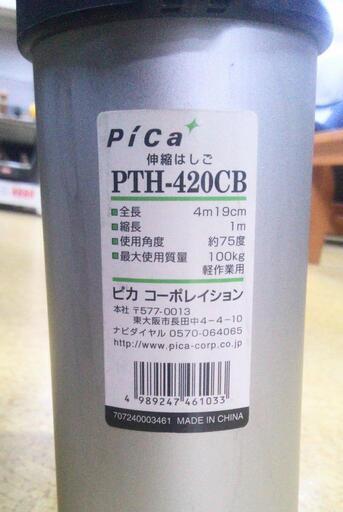 PiCa
伸縮はしご
PTH-420CB
■全長 4m19cm
■縮長 1m
■使用角度 約75度
■最大使用質量 100kg
軽作業用
ピカ コーポレイション
本社 〒577-0013
東大阪市長田中4-4-10
ナビダイヤル 0570-064065
http://www.pica-corp.co.jp
4 989247 461033
707240003461 MADE IN CHINA